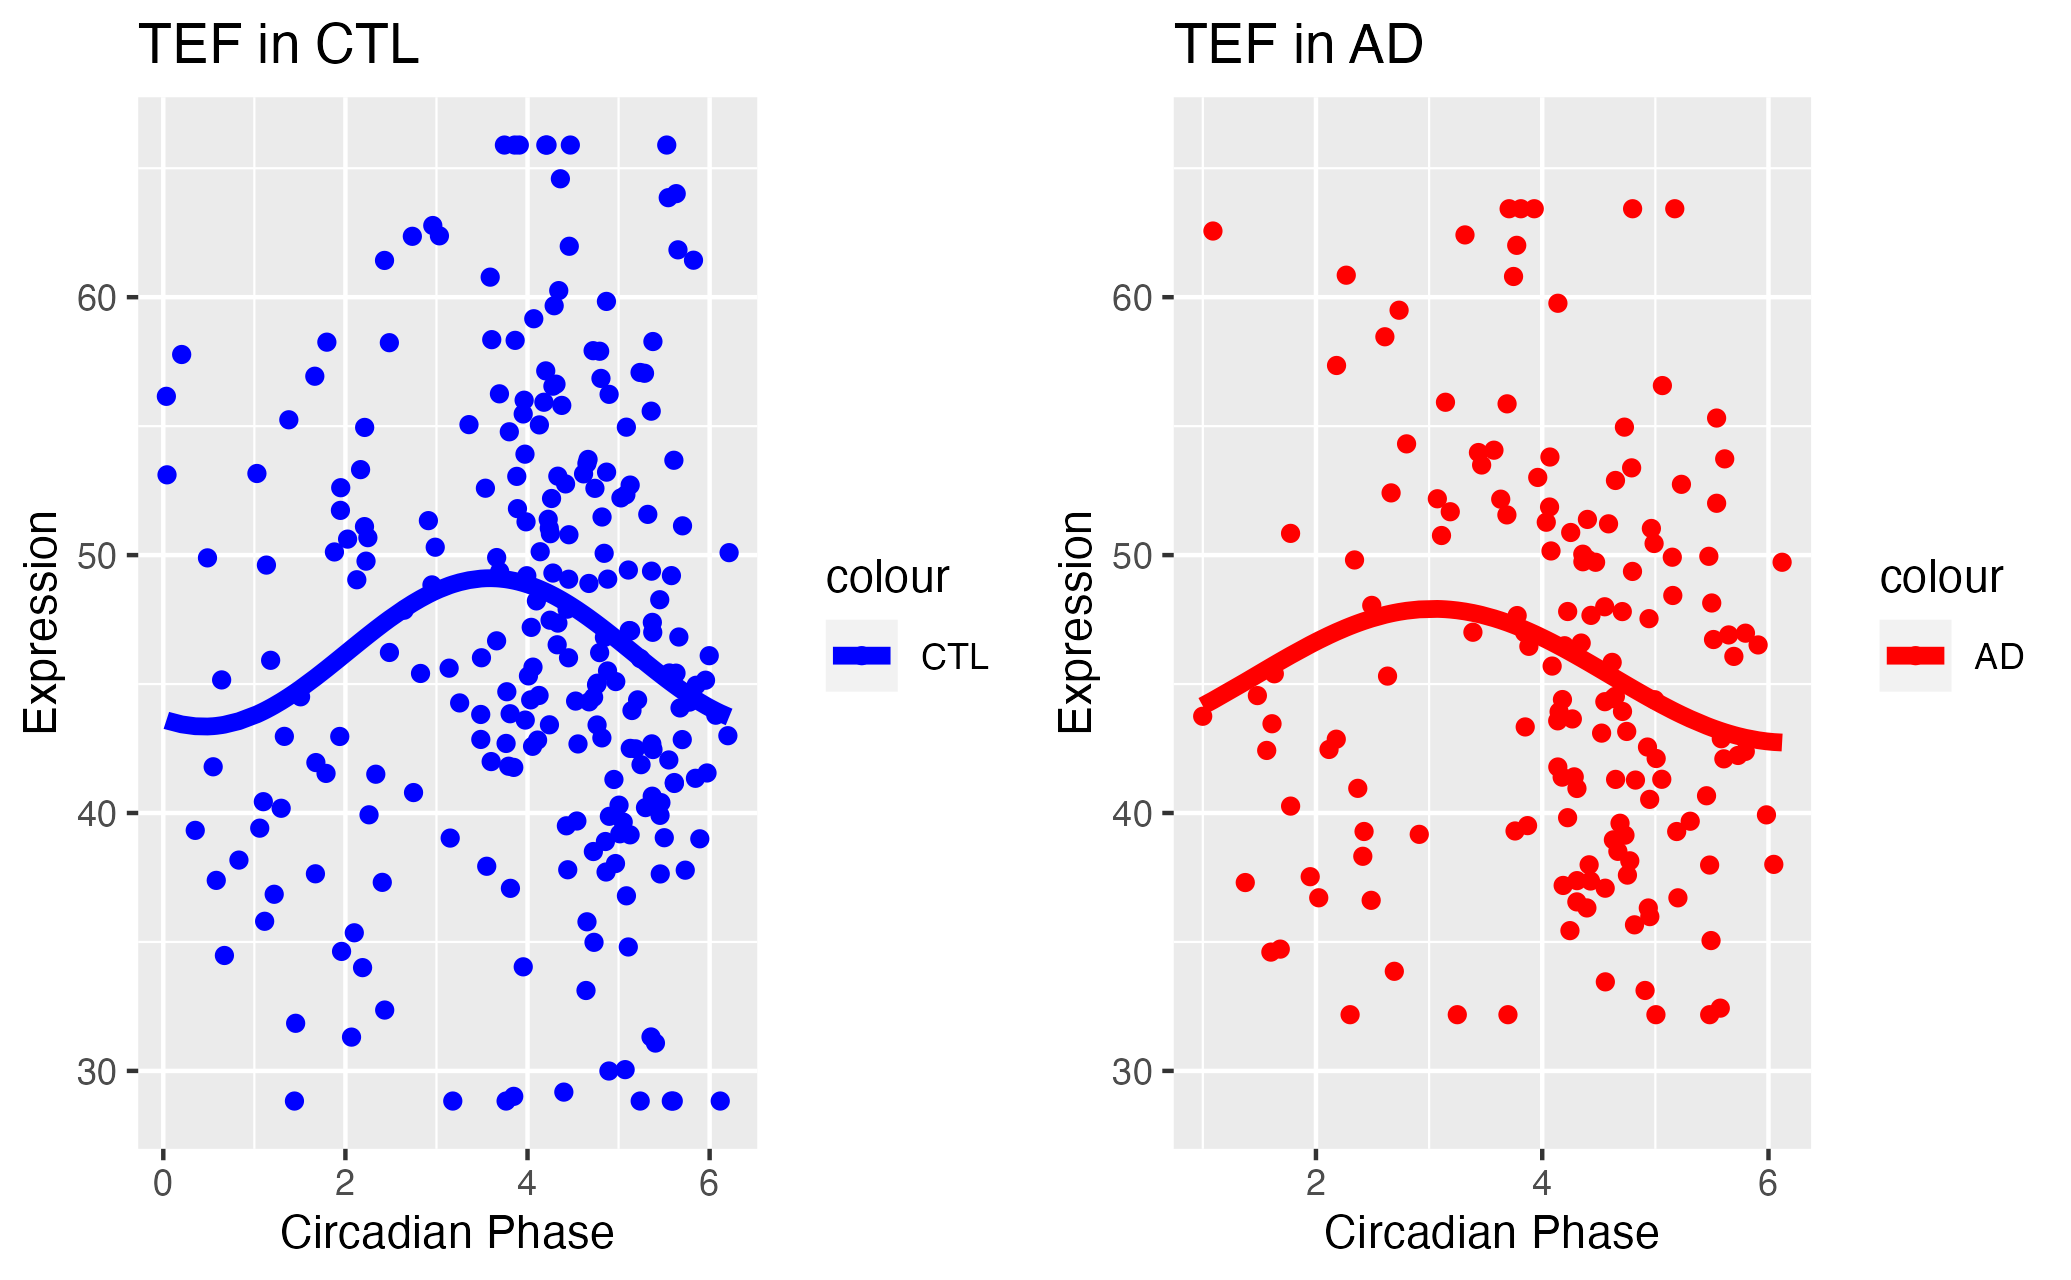 TEF in CTL
60
50
40
30
0 2 4 6
Expression
Circadian Phase
colour
CTL
TEF in AD
60
50
40
30
2 4 6
Expression
Circadian Phase
colour
AD